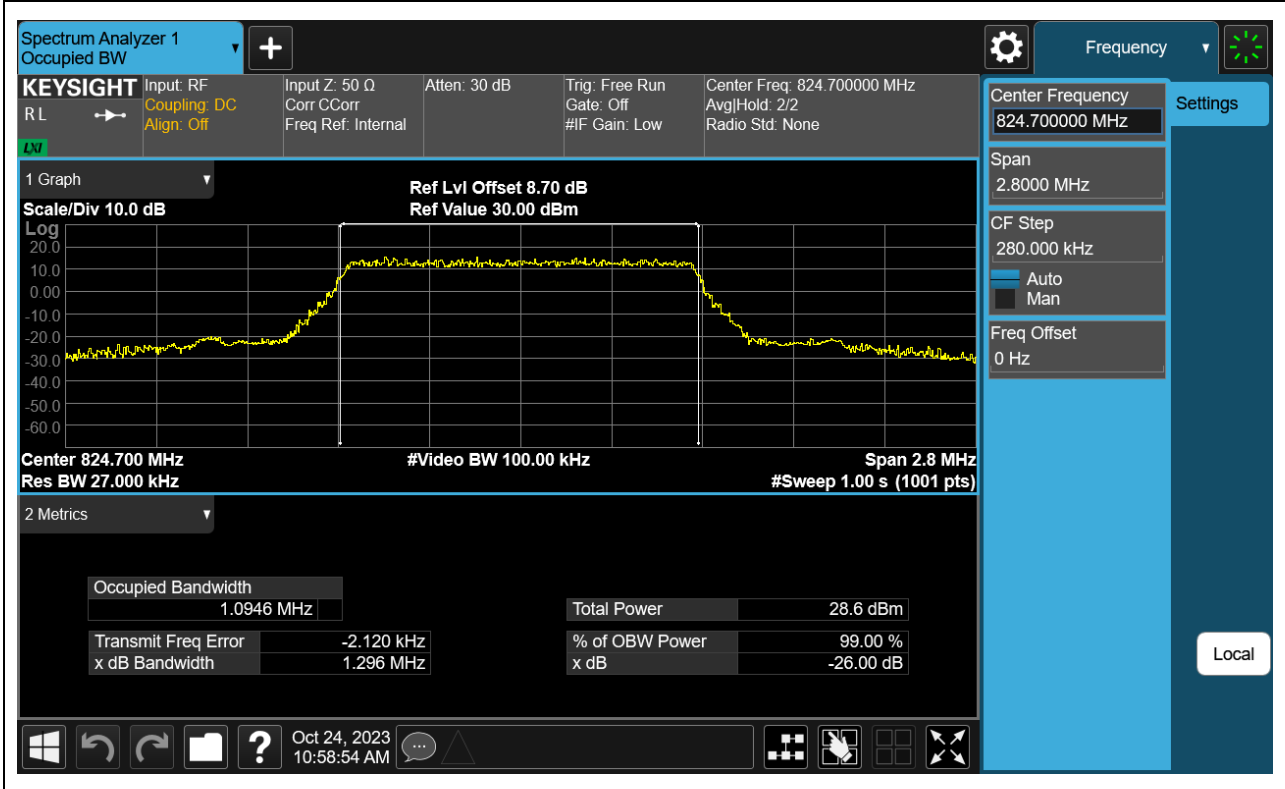 Spectrum Analyzer 1
Occupied BW
Frequency
KEYSIGHT
R L
LXI
Input: RF
Coupling: DC
Align: Off
Input Z: 50 Ω
Corr CCorr
Freq Ref: Internal
Atten: 30 dB
Trig: Free Run
Gate: Off
#IF Gain: Low
Center Freq: 824.700000 MHz
Avg|Hold: 2/2
Radio Std: None
Center Frequency
824.700000 MHz
Settings
Span
2.8000 MHz
CF Step
280.000 kHz
Auto
Man
Freq Offset
0 Hz
1 Graph
Ref Lvl Offset 8.70 dB
Scale/Div 10.0 dB
Ref Value 30.00 dBm
Log
20.0
10.0
0.00
-10.0
-20.0
-30.0
-40.0
-50.0
-60.0
Center 824.700 MHz
#Video BW 100.00 kHz
Span 2.8 MHz
Res BW 27.000 kHz
#Sweep 1.00 s (1001 pts)
2 Metrics
Occupied Bandwidth
1.0946 MHz
Total Power 28.6 dBm
Transmit Freq Error -2.120 kHz
% of OBW Power 99.00 %
x dB Bandwidth 1.296 MHz
x dB -26.00 dB
Local
?
Oct 24, 2023
10:58:54 AM